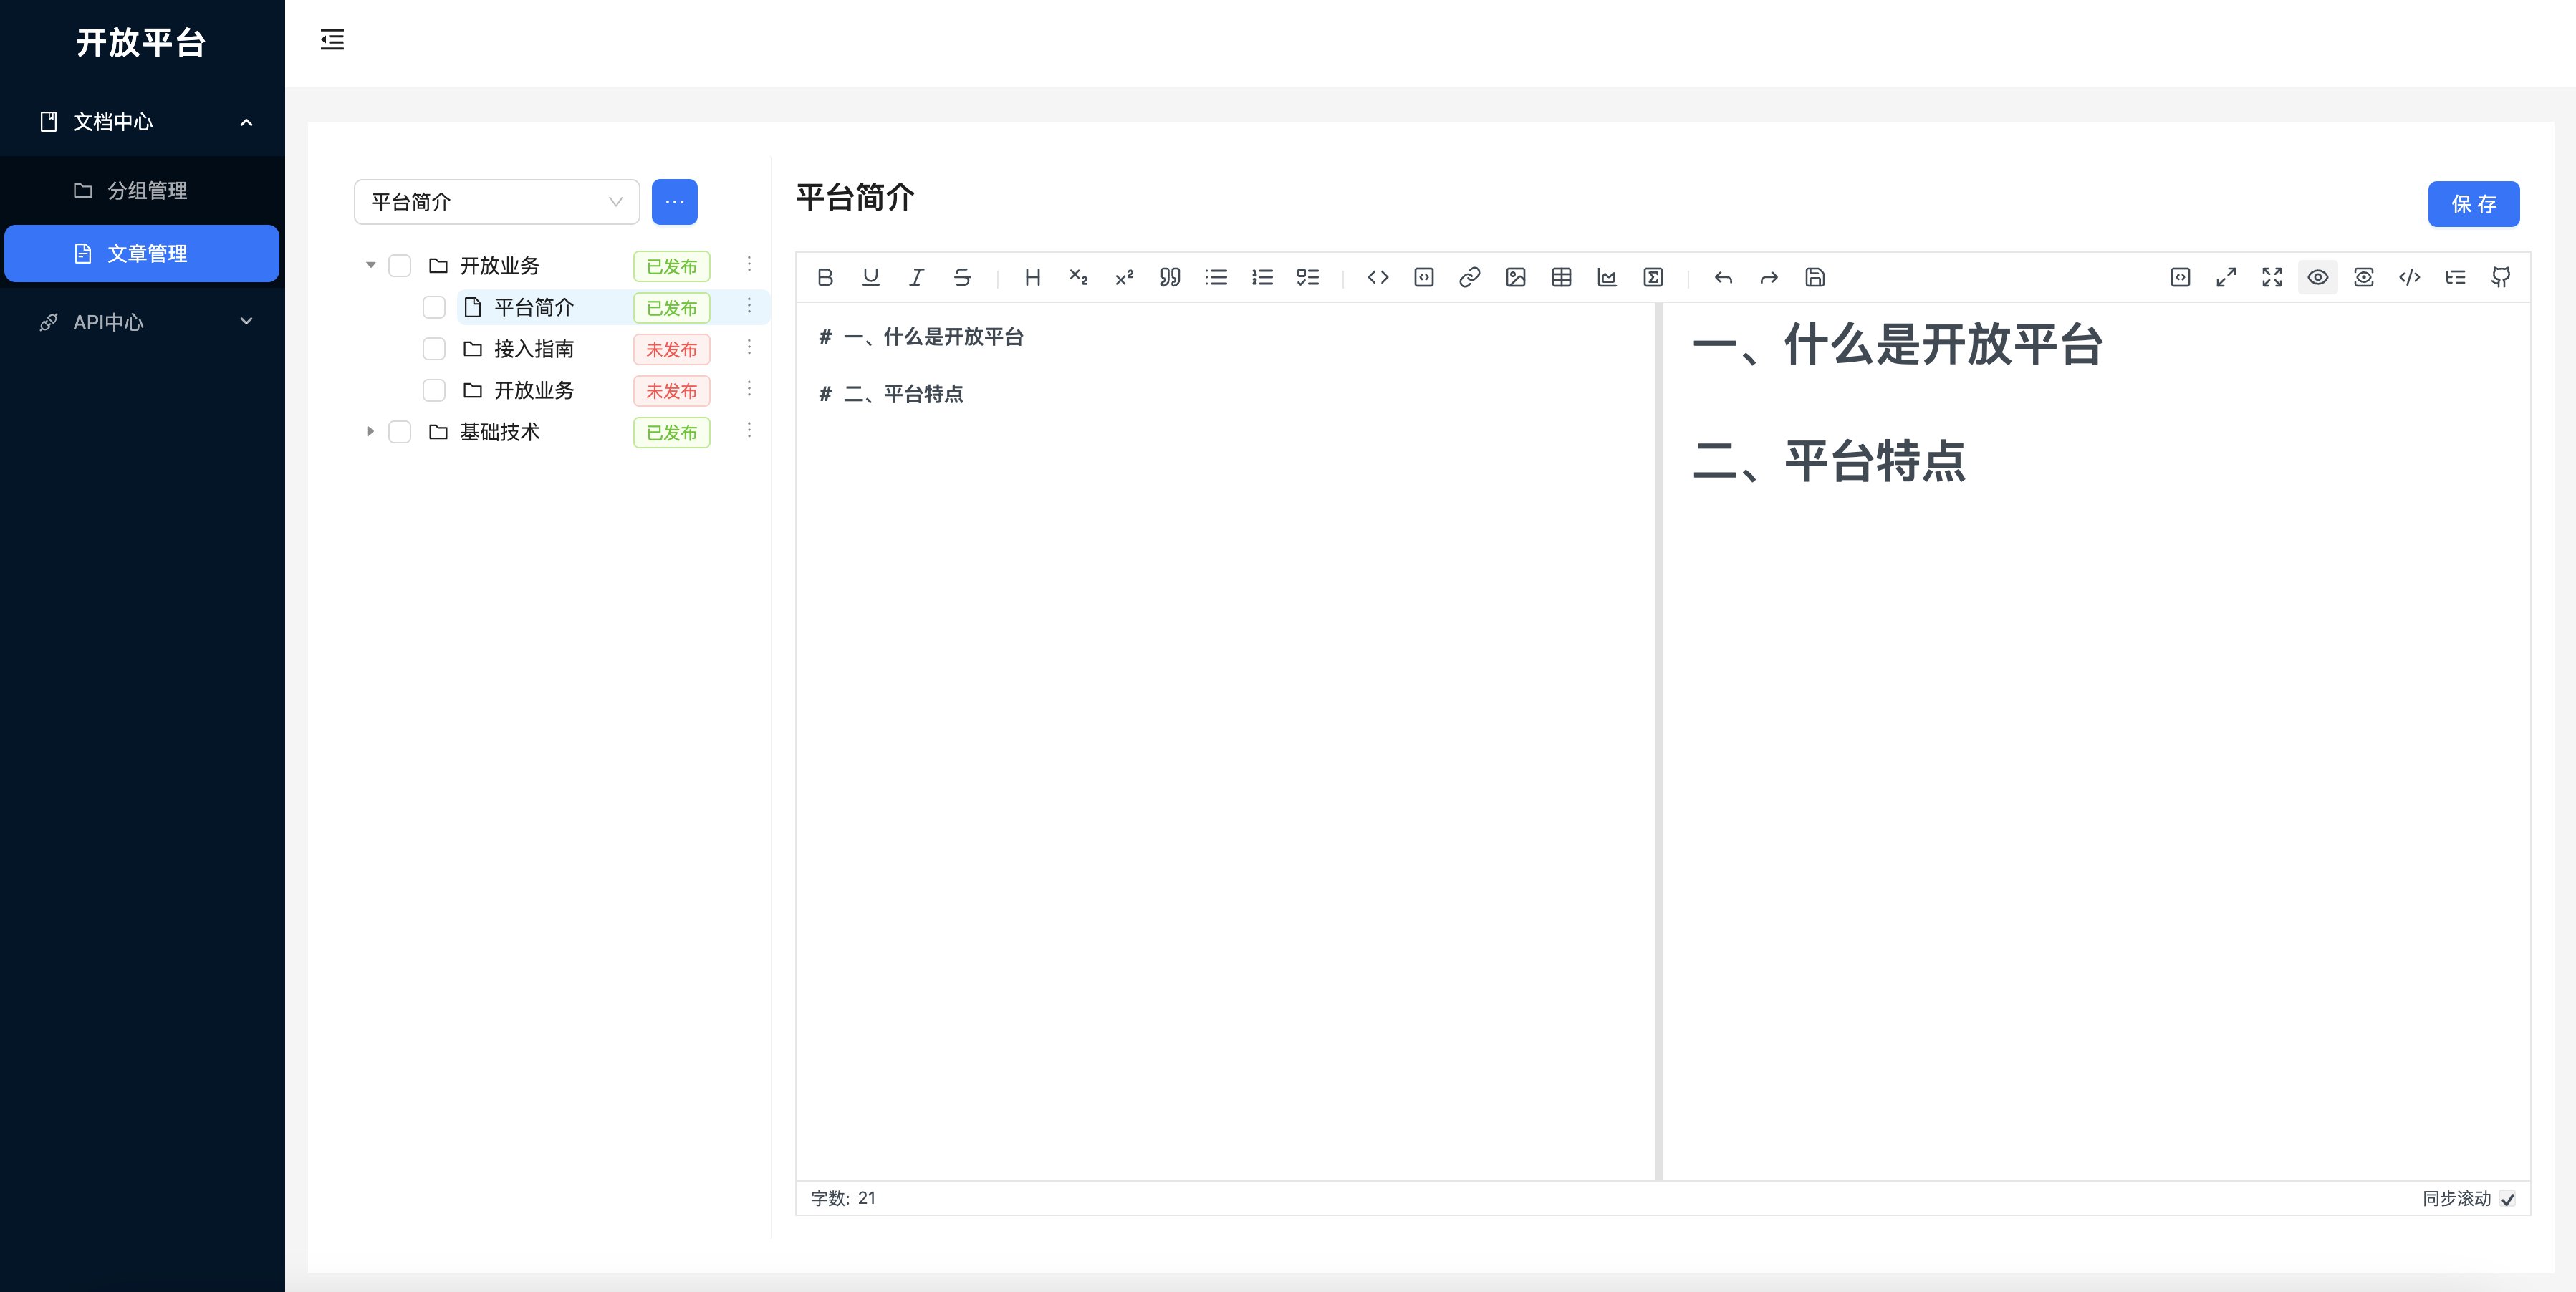 开放平台
文档中心
分组管理
文章管理
API中心
平台简介
开放业务 已发布
平台简介 已发布
接入指南 未发布
开放业务 未发布
基础技术 已发布
平台简介
保 存
# 一、什么是开放平台
# 二、平台特点
一、什么是开放平台
二、平台特点
字数: 21
同步滚动